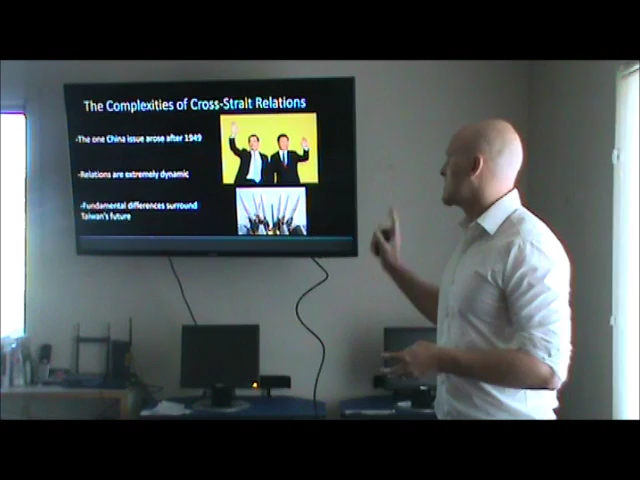 The Complexities of Cross-Strait Relations
-The one China issue arose after 1949
-Relations are extremely dynamic
-Fundamental differences surround
Taiwan's future